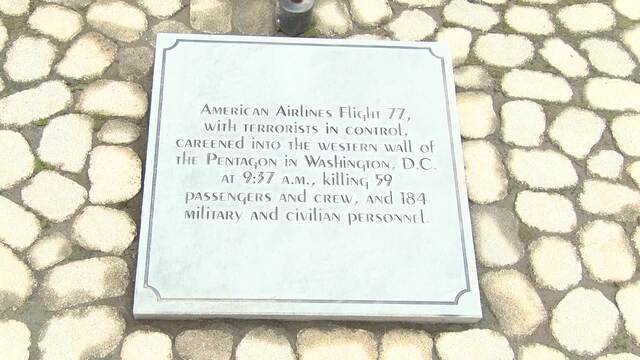 American Airlines Flight 77,
with terrorists in control,
careened into the western wall of
the Pentagon in Washington, D.C.
at 9:37 a.m., killing 59
passengers and crew, and 184
military and civilian personnel.